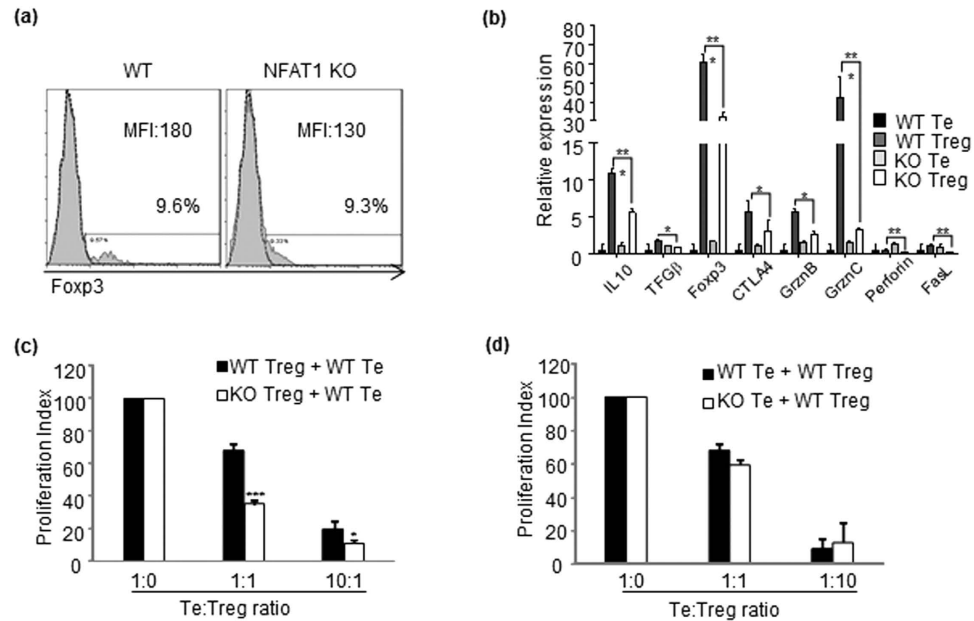 (a)
WT
NFAT1 KO
MFI:180
MFI:130
9.6%
9.3%
Foxp3
(b)
Relative expression
80
70
60
50
40
30
15
10
5
0
** *
** *
** *
*
*
*
**
**
WT Te
WT Treg
KO Te
KO Treg
IL10
TFGβ
Foxp3
CTLA4
GrznB
GrznC
Perforin
FasL
(c)
WT Treg + WT Te
KO Treg + WT Te
Proliferation Index
120
100
80
60
40
20
0
***
*
1:0
1:1
10:1
Te:Treg ratio
(d)
WT Te + WT Treg
KO Te + WT Treg
Proliferation Index
120
100
80
60
40
20
0
1:0
1:1
1:10
Te:Treg ratio